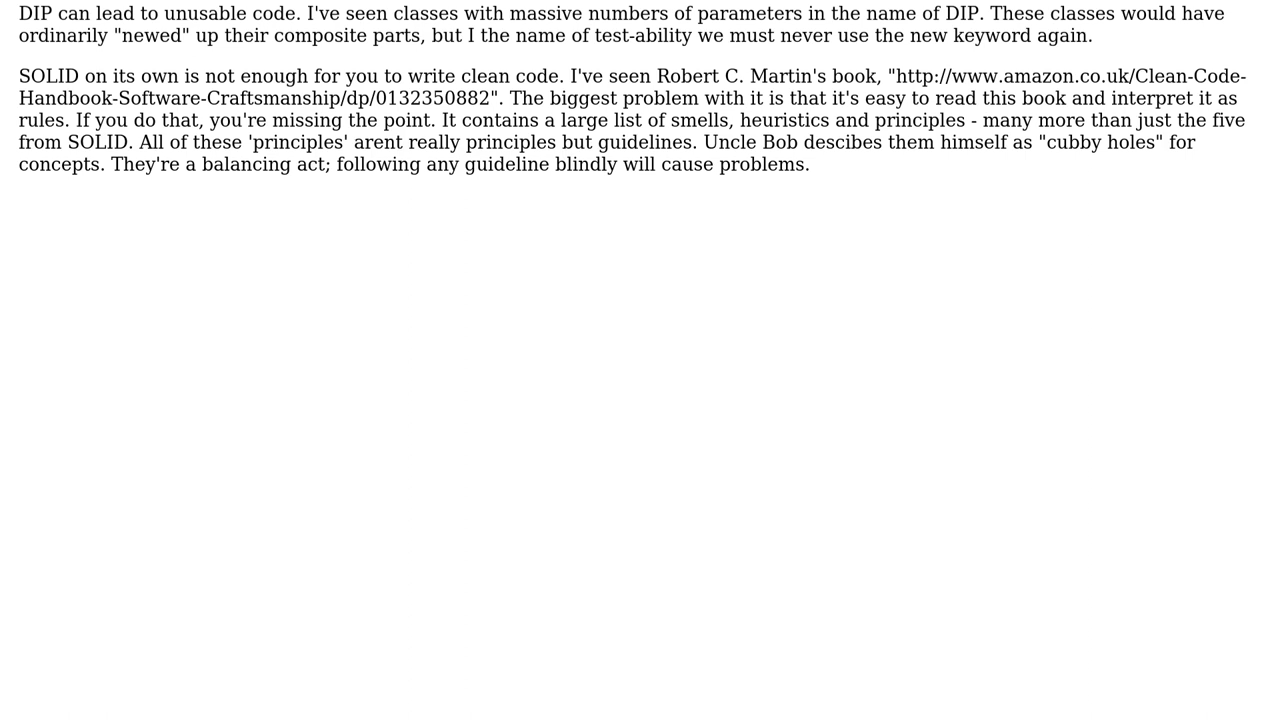 DIP can lead to unusable code. I've seen classes with massive numbers of parameters in the name of DIP. These classes would have
ordinarily "newed" up their composite parts, but I the name of test-ability we must never use the new keyword again.
SOLID on its own is not enough for you to write clean code. I've seen Robert C. Martin's book, "http://www.amazon.co.uk/Clean-Code-
Handbook-Software-Craftsmanship/dp/0132350882". The biggest problem with it is that it's easy to read this book and interpret it as
rules. If you do that, you're missing the point. It contains a large list of smells, heuristics and principles - many more than just the five
from SOLID. All of these 'principles' arent really principles but guidelines. Uncle Bob descibes them himself as "cubby holes" for
concepts. They're a balancing act; following any guideline blindly will cause problems.